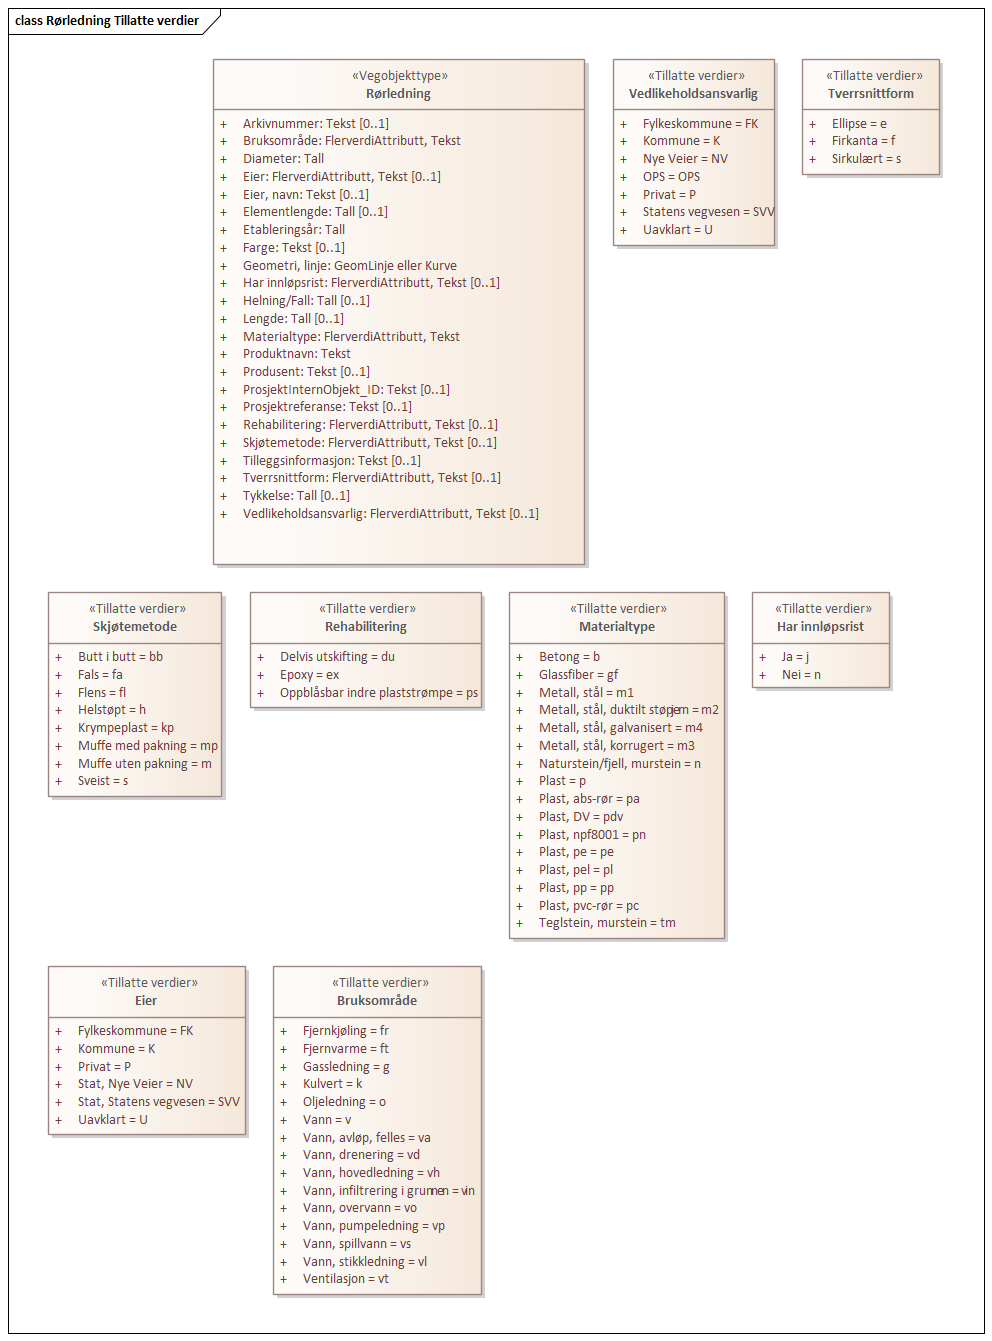 class Rørledning Tillatte verdier
«Vegobjekttype»
Rørledning
+ Arkivnummer: Tekst [0..1]
+ Bruksområde: FlerverdiAttributt, Tekst
+ Diameter: Tall
+ Eier: FlerverdiAttributt, Tekst [0..1]
+ Eier, navn: Tekst [0..1]
+ Elementlengde: Tall [0..1]
+ Etableringsår: Tall
+ Farge: Tekst [0..1]
+ Geometri, linje: GeomLinje eller Kurve
+ Har innløpsrist: FlerverdiAttributt, Tekst [0..1]
+ Helning/Fall: Tall [0..1]
+ Lengde: Tall [0..1]
+ Materialtype: FlerverdiAttributt, Tekst
+ Produktnavn: Tekst
+ Produsent: Tekst [0..1]
+ ProsjektInternObjekt_ID: Tekst [0..1]
+ Prosjektreferanse: Tekst [0..1]
+ Rehabilitering: FlerverdiAttributt, Tekst [0..1]
+ Skjøtemetode: FlerverdiAttributt, Tekst [0..1]
+ Tilleggsinformasjon: Tekst [0..1]
+ Tverrsnittform: FlerverdiAttributt, Tekst [0..1]
+ Tykkelse: Tall [0..1]
+ Vedlikeholdsansvarlig: FlerverdiAttributt, Tekst [0..1]
«Tillatte verdier»
Vedlikeholdsansvarlig
+ Fylkeskommune = FK
+ Kommune = K
+ Nye Veier = NV
+ OPS = OPS
+ Privat = P
+ Statens vegvesen = SVV
+ Uavklart = U
«Tillatte verdier»
Tverrsnittform
+ Ellipse = e
+ Firkanta = f
+ Sirkulært = s
«Tillatte verdier»
Skjøtemetode
+ Butt i butt = bb
+ Fals = fa
+ Flens = fl
+ Helstøpt = h
+ Krympeplast = kp
+ Muffe med pakning = mp
+ Muffe uten pakning = m
+ Sveist = s
«Tillatte verdier»
Rehabilitering
+ Delvis utskifting = du
+ Epoxy = ex
+ Oppblåsbar indre plaststrømpe = ps
«Tillatte verdier»
Materialtype
+ Betong = b
+ Glassfiber = gf
+ Metall, stål = m1
+ Metall, stål, duktilt støpejern = m2
+ Metall, stål, galvanisert = m4
+ Metall, stål, korrugert = m3
+ Naturstein/fjell, murstein = n
+ Plast = p
+ Plast, abs-rør = pa
+ Plast, DV = pdv
+ Plast, npf8001 = pn
+ Plast, pe = pe
+ Plast, pel = pl
+ Plast, pp = pp
+ Plast, pvc-rør = pc
+ Teglstein, murstein = tm
«Tillatte verdier»
Har innløpsrist
+ Ja = j
+ Nei = n
«Tillatte verdier»
Eier
+ Fylkeskommune = FK
+ Kommune = K
+ Privat = P
+ Stat, Nye Veier = NV
+ Stat, Statens vegvesen = SVV
+ Uavklart = U
«Tillatte verdier»
Bruksområde
+ Fjernkjøling = fr
+ Fjernvarme = ft
+ Gassledning = g
+ Kulvert = k
+ Oljeledning = o
+ Vann = v
+ Vann, avløp, felles = va
+ Vann, drenering = vd
+ Vann, hovedledning = vh
+ Vann, infiltrering i grunnen = vin
+ Vann, overvann = vo
+ Vann, pumpeledning = vp
+ Vann, spillvann = vs
+ Vann, stikkledning = vl
+ Ventilasjon = vt